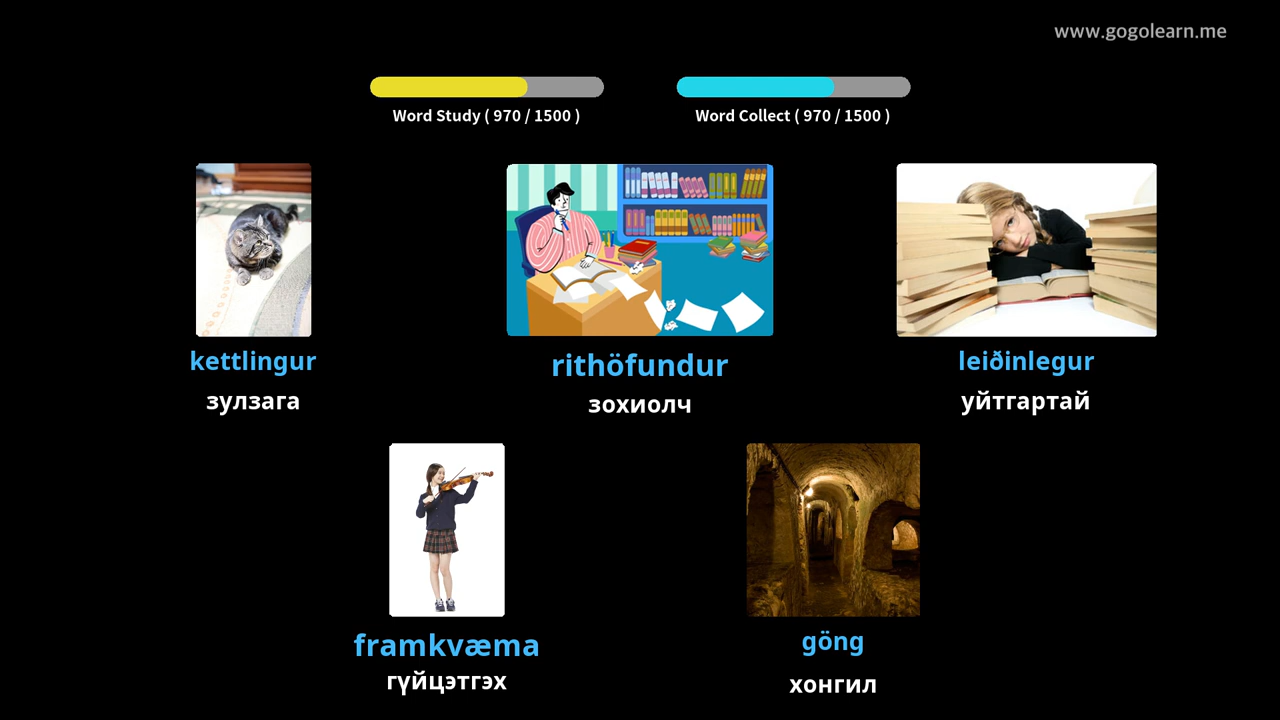 www.gogolearn.me
Word Study ( 970 / 1500 )
Word Collect ( 970 / 1500 )
kettlingur
зулзага
rithöfundur
зохиолч
leiðinlegur
уйтгартай
framkvæma
гүйцэтгэх
göng
хонгил